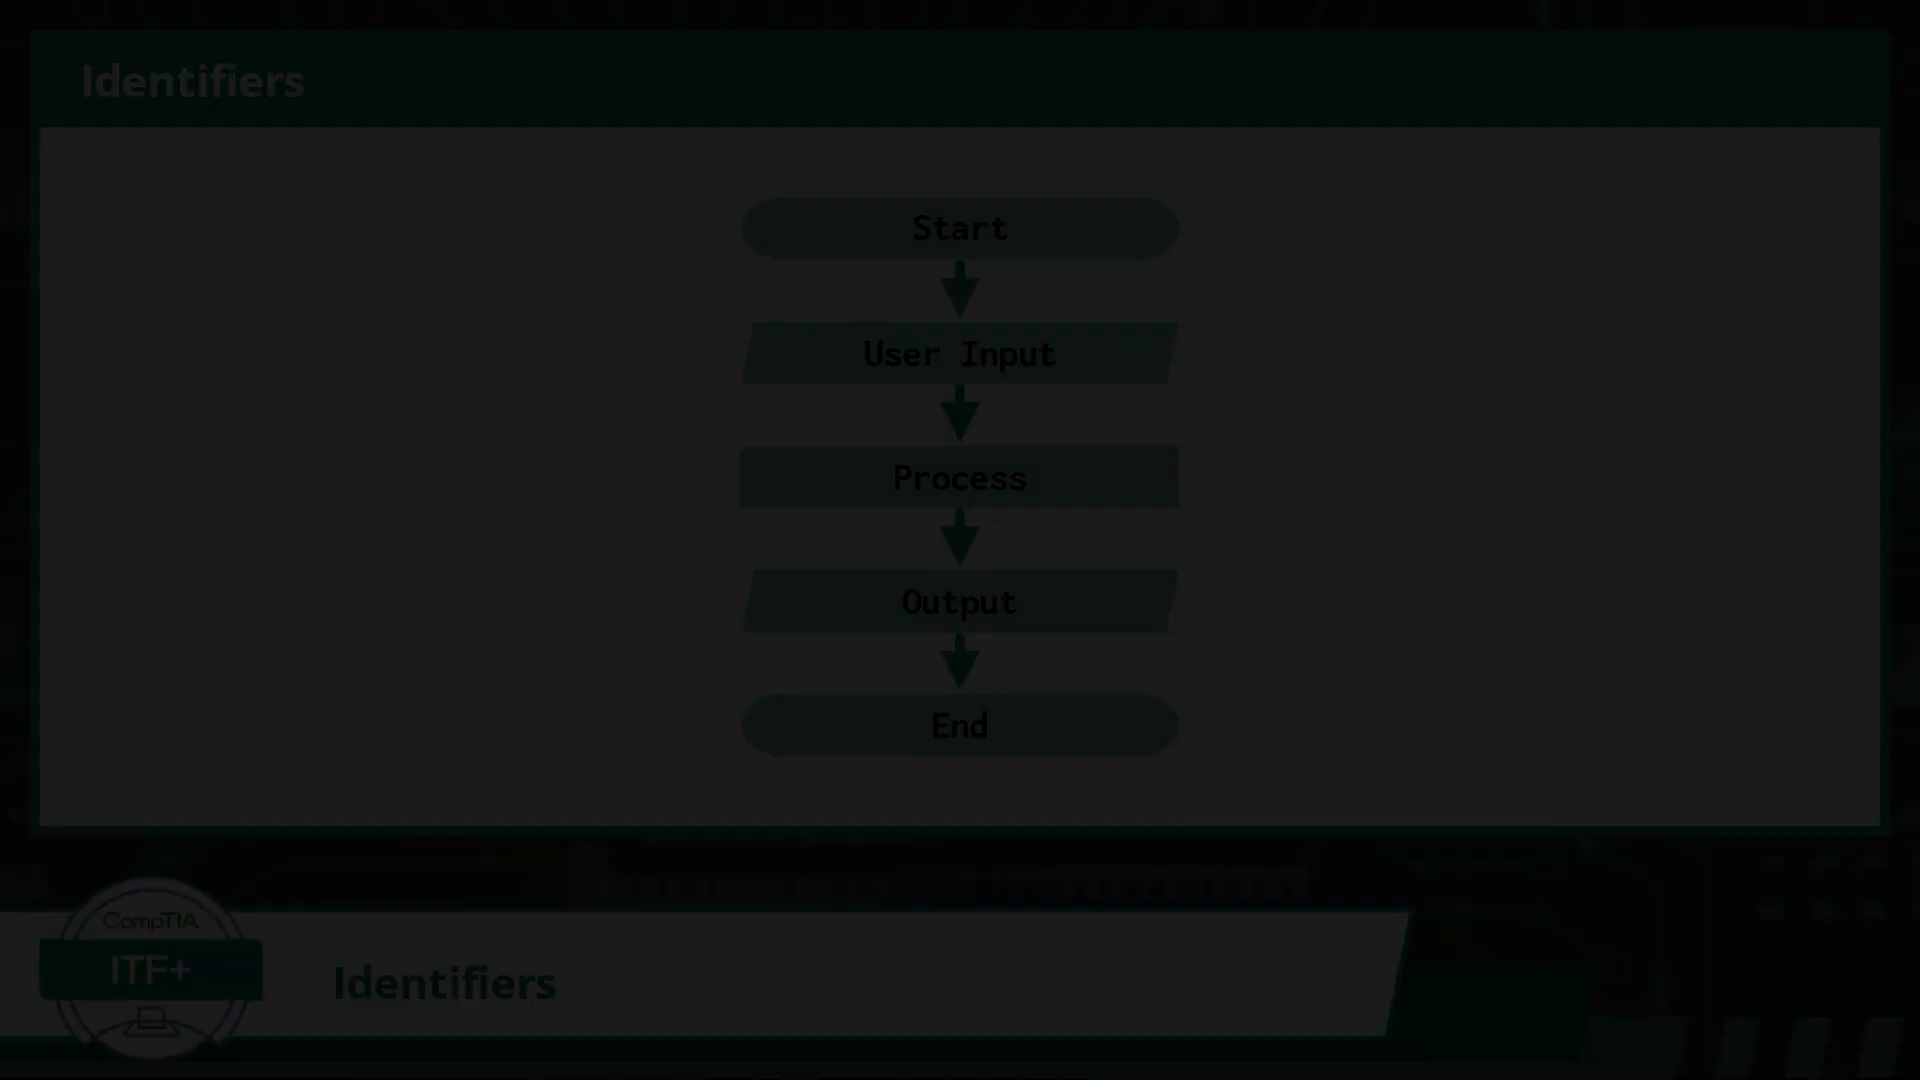 Identifiers
Start
User Input
Process
Output
End
CompTIA
ITF+
Identifiers